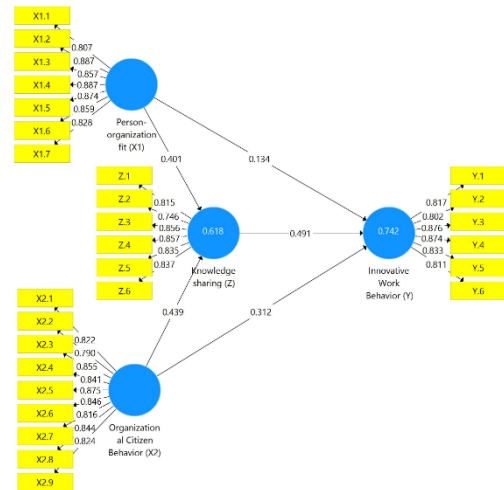 X1.1
X1.2
X1.3
X1.4
X1.5
X1.6
X1.7
0.807
0.887
0.857
0.887
0.874
0.859
0.828
Person-
organization
fit (X1)
0.401
0.134
Z.1
Z.2
Z.3
Z.4
Z.5
Z.6
0.815
0.746
0.856
0.857
0.835
0.837
0.618
Knowledge
sharing (Z)
0.491
0.742
Innovative
Work
Behavior (Y)
0.817
0.802
0.876
0.874
0.833
0.811
Y.1
Y.2
Y.3
Y.4
Y.5
Y.6
0.439
0.312
X2.1
X2.2
X2.3
X2.4
X2.5
X2.6
X2.7
X2.8
X2.9
0.822
0.790
0.855
0.841
0.875
0.846
0.816
0.844
0.824
Organization
al Citizen
Behavior (X2)